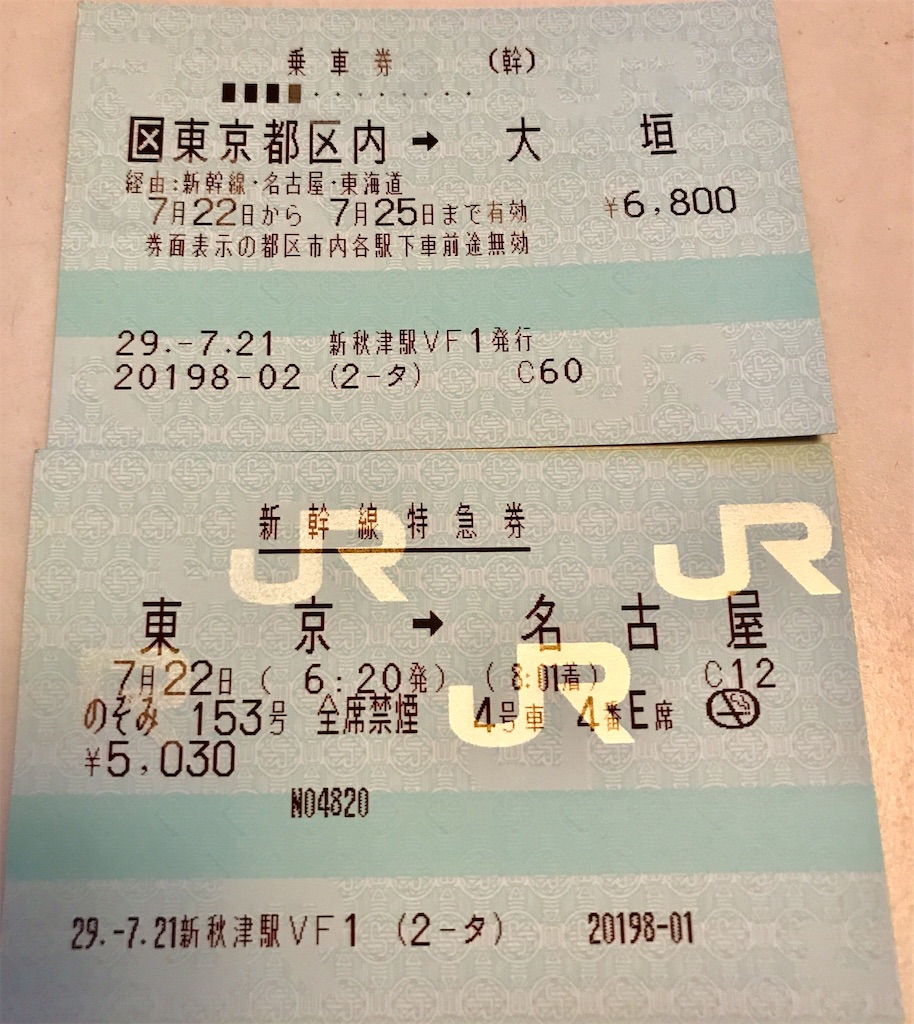 乗車券 (幹)
区東京都区内 → 大垣
経由:新幹線・名古屋・東海道
7月22日から 7月25日まで有効 ¥6,800
券面表示の都区市内各駅下車前途無効
29.-7.21 新秋津駅VF1発行
20198-02 (2-タ) C60
新幹線特急券
JR JR
東京 → 名古屋
7月22日 ( 6:20発) ( 8:01着) C12
のぞみ 153号 全席禁煙 4号車 4番E席
JR
¥5,030
N04820
29.-7.21新秋津駅VF1 (2-タ) 20198-01